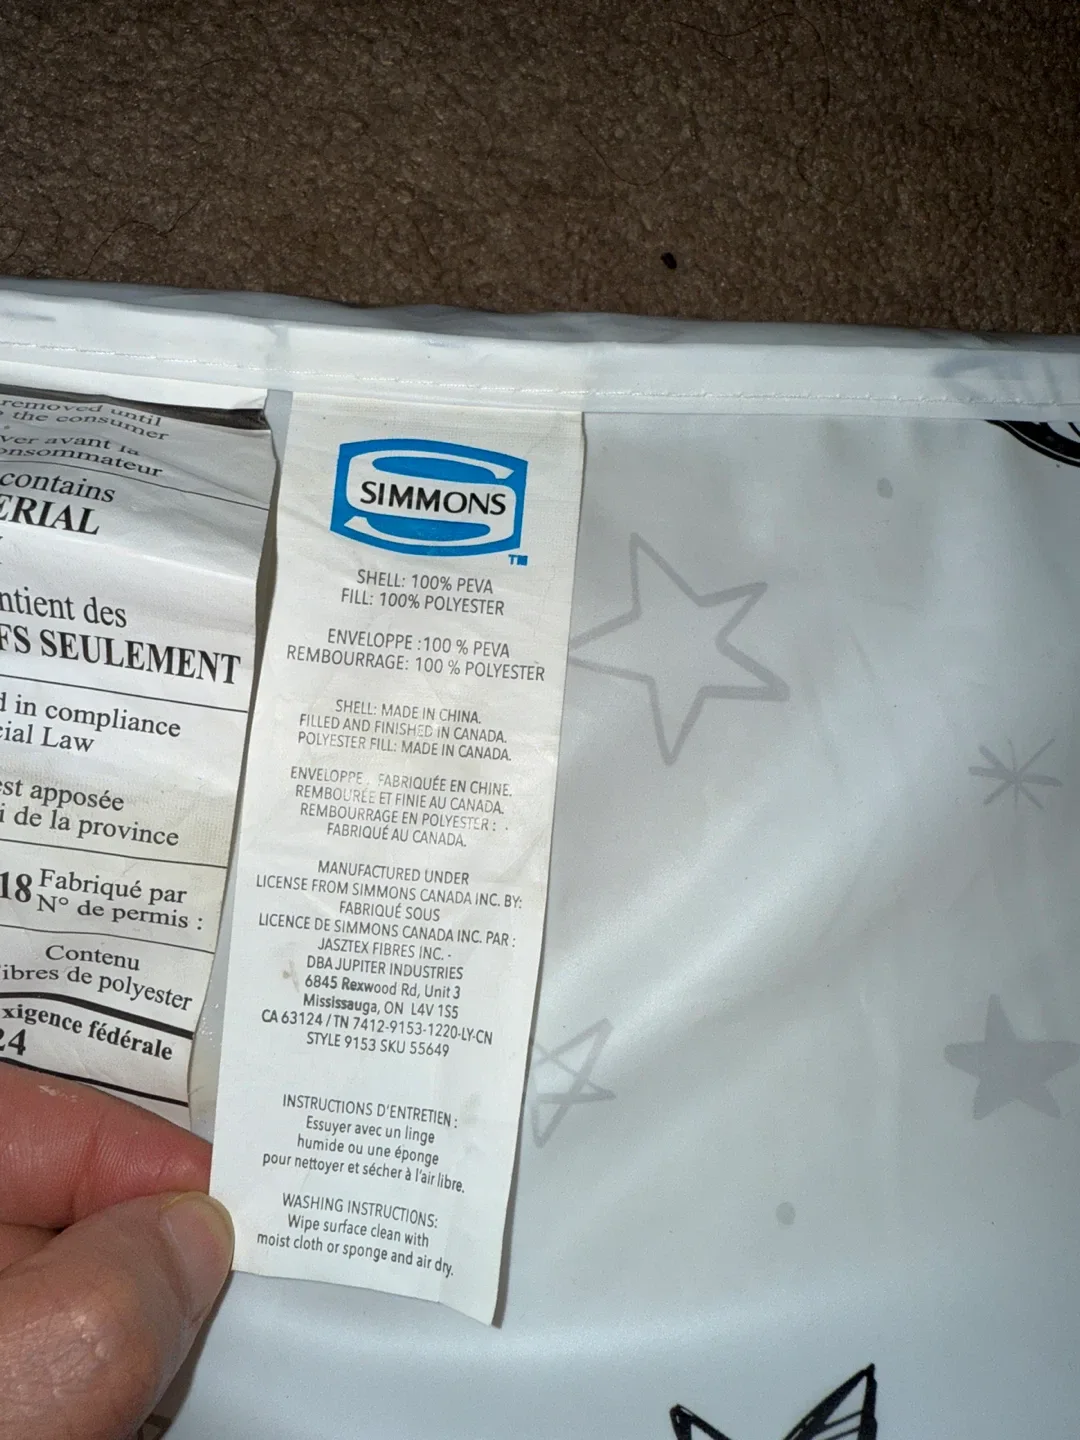 removed until
the consumer
ver avant la
onsommateur
contains
ERIAL
ntient des
FS SEULEMENT
d in compliance
cial Law
est apposée
i de la province
18 Fabriqué par
N° de permis :
Contenu
ibres de polyester
xigence fédérale
24
SIMMONS
TM
SHELL: 100% PEVA
FILL: 100% POLYESTER
ENVELOPPE :100 % PEVA
REMBOURRAGE: 100 % POLYESTER
SHELL: MADE IN CHINA.
FILLED AND FINISHED IN CANADA.
POLYESTER FILL: MADE IN CANADA.
ENVELOPPE : FABRIQUÉE EN CHINE.
REMBOURÉE ET FINIE AU CANADA.
REMBOURRAGE EN POLYESTER :
FABRIQUÉ AU CANADA.
MANUFACTURED UNDER
LICENSE FROM SIMMONS CANADA INC. BY:
FABRIQUÉ SOUS
LICENCE DE SIMMONS CANADA INC. PAR :
JASZTEX FIBRES INC. -
DBA JUPITER INDUSTRIES
6845 Rexwood Rd, Unit 3
Mississauga, ON L4V 1S5
CA 63124 / TN 7412-9153-1220-LY-CN
STYLE 9153 SKU 55649
INSTRUCTIONS D'ENTRETIEN :
Essuyer avec un linge
humide ou une éponge
pour nettoyer et sécher à l'air libre.
WASHING INSTRUCTIONS:
Wipe surface clean with
moist cloth or sponge and air dry.